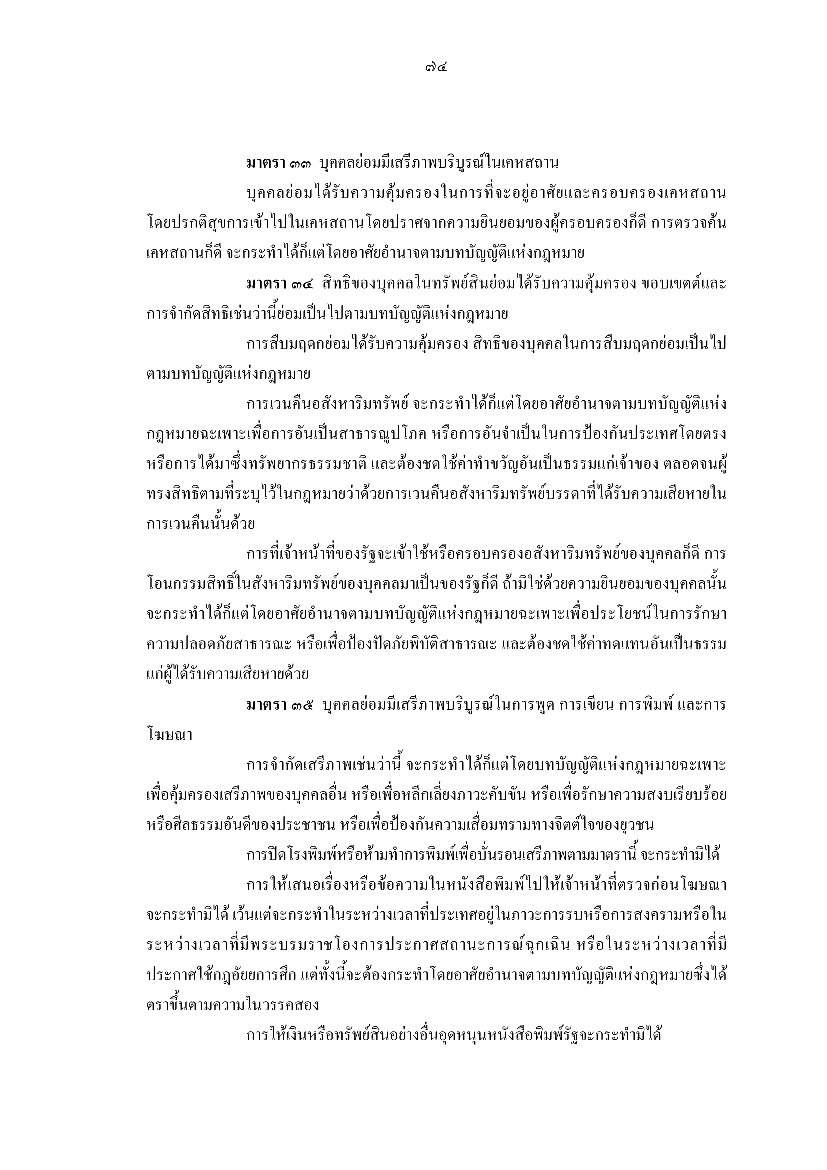 ๗๔
มาตรา ๓๓ บุคคลย่อมมีเสรีภาพบริบูรณ์ในเคหสถาน
บุคคลย่อมได้รับความคุ้มครองในการที่จะอยู่อาศัยและครอบครองเคหสถาน
โดยปรกติสุขการเข้าไปในเคหสถานโดยปราศจากความยินยอมของผู้ครอบครองก็ดี การตรวจค้น
เคหสถานก็ดี จะกระทำได้ก็แต่โดยอาศัยอำนาจตามบทบัญญัติแห่งกฎหมาย
มาตรา ๓๔ สิทธิของบุคคลในทรัพย์สินย่อมได้รับความคุ้มครอง ขอบเขตต์และ
การจำกัดสิทธิเช่นว่านี้ย่อมเป็นไปตามบทบัญญัติแห่งกฎหมาย
การสืบมฤดกย่อมได้รับความคุ้มครอง สิทธิของบุคคลในการสืบมฤดกย่อมเป็นไป
ตามบทบัญญัติแห่งกฎหมาย
การเวนคืนอสังหาริมทรัพย์ จะกระทำได้ก็แต่โดยอาศัยอำนาจตามบทบัญญัติแห่ง
กฎหมายฉะเพาะเพื่อการอันเป็นสาธารณูปโภค หรือการอันจำเป็นในการป้องกันประเทศโดยตรง
หรือการได้มาซึ่งทรัพยากรธรรมชาติ และต้องชดใช้ค่าทำขวัญอันเป็นธรรมแก่เจ้าของ ตลอดจนผู้
ทรงสิทธิตามที่ระบุไว้ในกฎหมายว่าด้วยการเวนคืนอสังหาริมทรัพย์บรรดาที่ได้รับความเสียหายใน
การเวนคืนนั้นด้วย
การที่เจ้าหน้าที่ของรัฐจะเข้าใช้หรือครอบครองอสังหาริมทรัพย์ของบุคคลก็ดี การ
โอนกรรมสิทธิ์ในสังหาริมทรัพย์ของบุคคลมาเป็นของรัฐก็ดี ถ้ามิใช่ด้วยความยินยอมของบุคคลนั้น
จะกระทำได้ก็แต่โดยอาศัยอำนาจตามบทบัญญัติแห่งกฎหมายฉะเพาะเพื่อประโยชน์ในการรักษา
ความปลอดภัยสาธารณะ หรือเพื่อป้องปัดภัยพิบัติสาธารณะ และต้องชดใช้ค่าทดแทนอันเป็นธรรม
แก่ผู้ได้รับความเสียหายด้วย
มาตรา ๓๕ บุคคลย่อมมีเสรีภาพบริบูรณ์ในการพูด การเขียน การพิมพ์ และการ
โฆษณา
การจำกัดเสรีภาพเช่นว่านี้ จะกระทำได้ก็แต่โดยบทบัญญัติแห่งกฎหมายฉะเพาะ
เพื่อคุ้มครองเสรีภาพของบุคคลอื่น หรือเพื่อหลีกเลี่ยงภาวะคับขัน หรือเพื่อรักษาความสงบเรียบร้อย
หรือศีลธรรมอันดีของประชาชน หรือเพื่อป้องกันความเสื่อมทรามทางจิตต์ใจของยุวชน
การปิดโรงพิมพ์หรือห้ามทำการพิมพ์เพื่อบั่นรอนเสรีภาพตามมาตรานี้ จะกระทำมิได้
การให้เสนอเรื่องหรือข้อความในหนังสือพิมพ์ไปให้เจ้าหน้าที่ตรวจก่อนโฆษณา
จะกระทำมิได้ เว้นแต่จะกระทำในระหว่างเวลาที่ประเทศอยู่ในภาวะการรบหรือการสงครามหรือใน
ระหว่างเวลาที่มีพระบรมราชโองการประกาศสถานะการณ์ฉุกเฉิน หรือในระหว่างเวลาที่มี
ประกาศใช้กฎอัยยการศึก แต่ทั้งนี้จะต้องกระทำโดยอาศัยอำนาจตามบทบัญญัติแห่งกฎหมายซึ่งได้
ตราขึ้นตามความในวรรคสอง
การให้เงินหรือทรัพย์สินอย่างอื่นอุดหนุนหนังสือพิมพ์รัฐจะกระทำมิได้